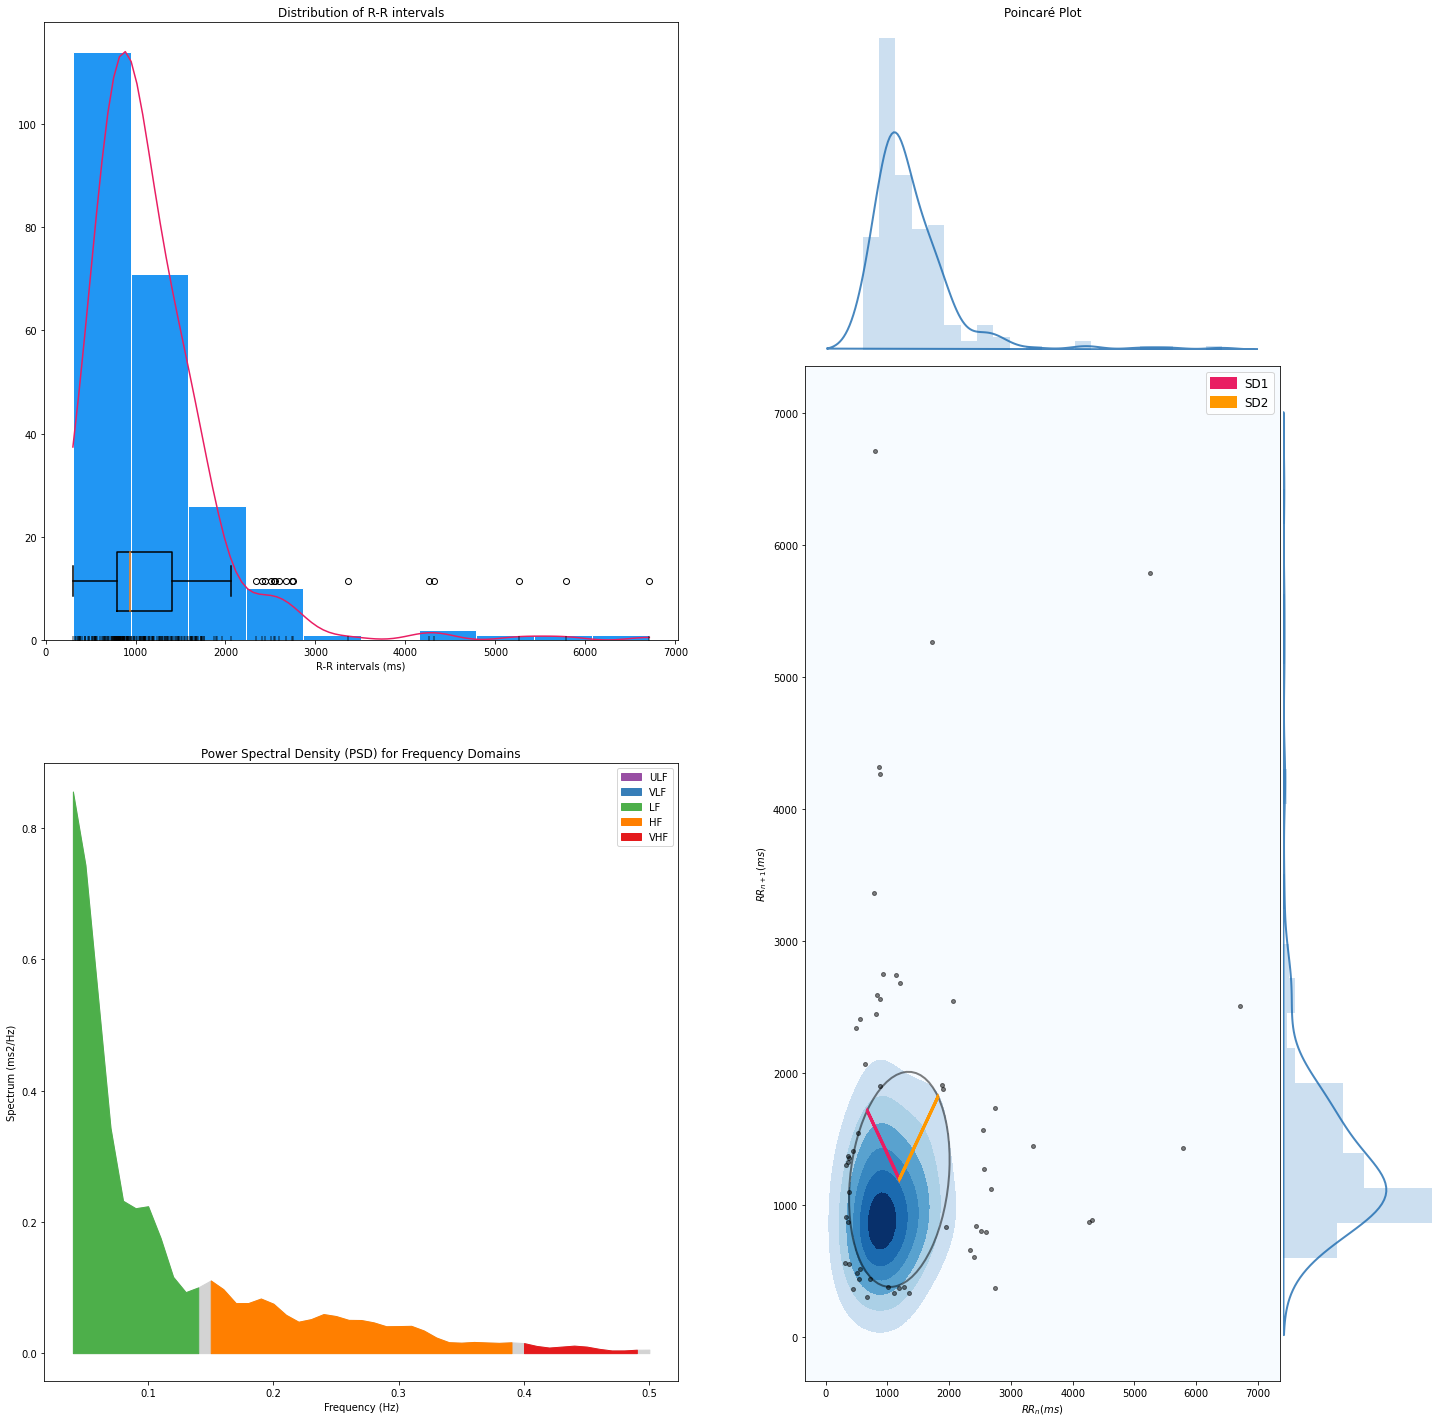 Distribution of R-R intervals
100
80
60
40
20
0
0 1000 2000 3000 4000 5000 6000 7000
R-R intervals (ms)
Power Spectral Density (PSD) for Frequency Domains
ULF
VLF
LF
HF
VHF
0.8
0.6
0.4
0.2
0.0
Spectrum (ms2/Hz)
0.1 0.2 0.3 0.4 0.5
Frequency (Hz)
Poincaré Plot
SD1
SD2
7000
6000
5000
4000
3000
2000
1000
0
RRn+1(ms)
0 1000 2000 3000 4000 5000 6000 7000
RRn(ms)